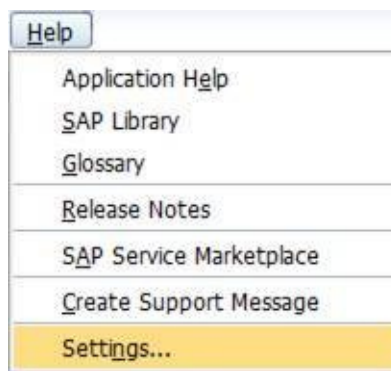 Help
Application Help
SAP Library
Glossary
Release Notes
SAP Service Marketplace
Create Support Message
Settings...